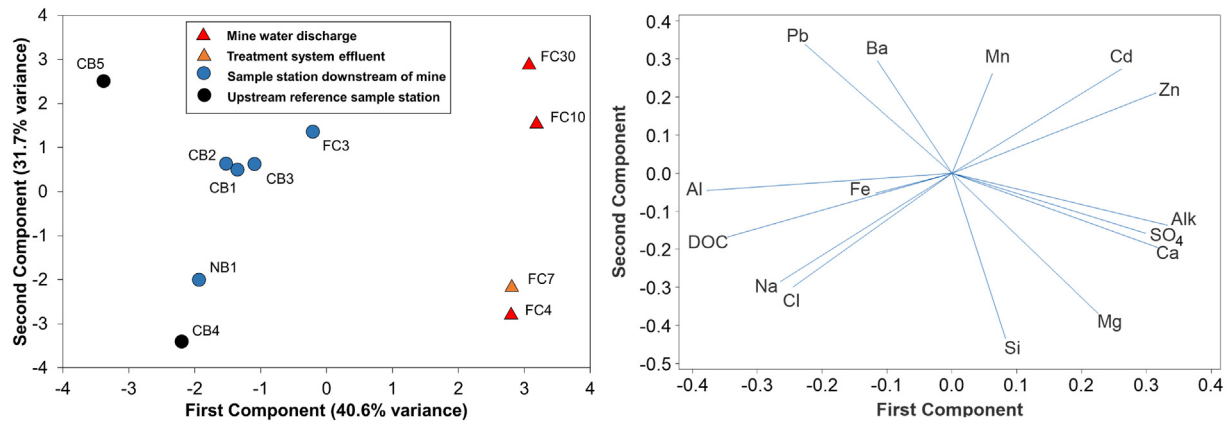 Second Component (31.7% variance)
4
3
2
1
0
-1
-2
-3
-4
Mine water discharge
Treatment system effluent
Sample station downstream of mine
Upstream reference sample station
CB5
FC30
FC10
FC3
CB2
CB1
CB3
NB1
FC7
FC4
CB4
-4 -3 -2 -1 0 1 2 3 4
First Component (40.6% variance)
Second Component
0.4
0.3
0.2
0.1
0.0
-0.1
-0.2
-0.3
-0.4
-0.5
Pb
Ba
Mn
Cd
Zn
Al
Fe
Alk
DOC
SO4
Ca
Na
Cl
Mg
Si
-0.4 -0.3 -0.2 -0.1 0.0 0.1 0.2 0.3 0.4
First Component